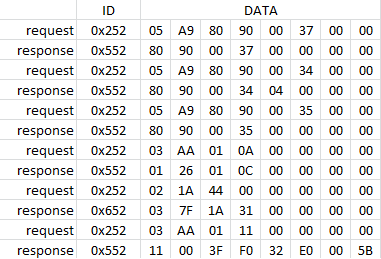 ID DATA
request 0x252 05 A9 80 90 00 37 00 00
response 0x552 80 90 00 37 00 00 00 00
request 0x252 05 A9 80 90 00 34 00 00
response 0x552 80 90 00 34 04 00 00 00
request 0x252 05 A9 80 90 00 35 00 00
response 0x552 80 90 00 35 00 00 00 00
request 0x252 03 AA 01 0A 00 00 00 00
response 0x552 01 26 01 0C 00 00 00 00
request 0x252 02 1A 44 00 00 00 00 00
response 0x652 03 7F 1A 31 00 00 00 00
request 0x252 03 AA 01 11 00 00 00 00
response 0x552 11 00 3F F0 32 E0 00 5B